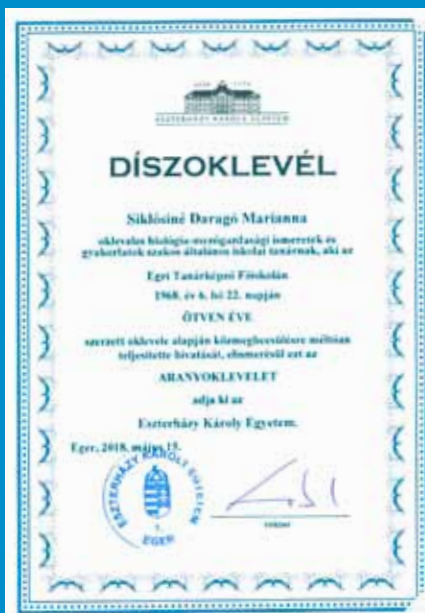 ESZTERHÁZY KÁROLY EGYETEM
DÍSZOKLEVÉL
Siklósiné Daragó Marianna
okleveles biológia-mezőgazdasági ismeretek és
gyakorlatok szakos általános iskolai tanárnak, aki az
Egri Tanárképző Főiskolán
1968. év 6. hó 22. napján
ÖTVEN ÉVE
szerzett oklevele alapján közmegbecsülésre méltóan
teljesítette hivatását, elismerésül ezt az
ARANYOKLEVELET
adja ki az
Eszterházy Károly Egyetem.
Eger, 2018. május 15.
ESZTERHÁZY KÁROLY EGYETEM
1.
EGER